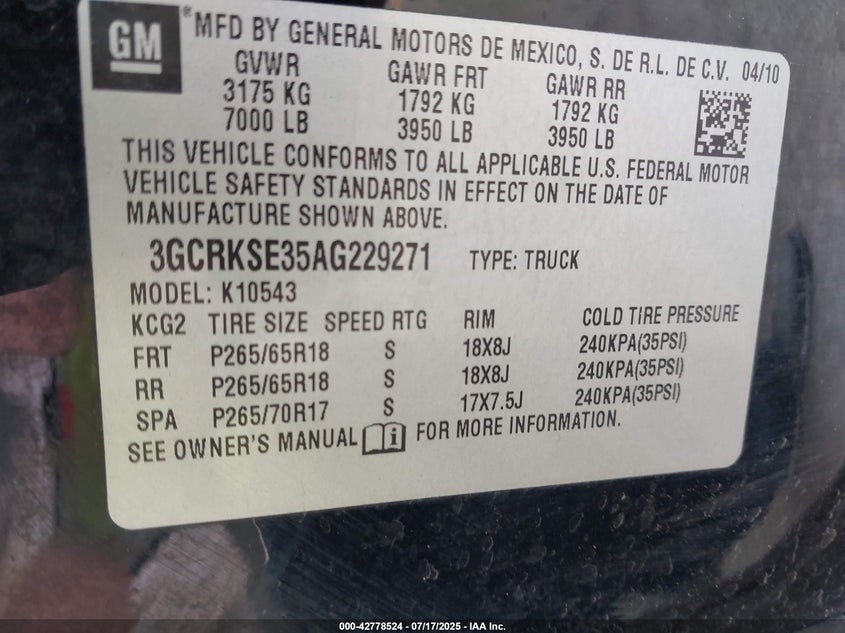 GM
® MFD BY GENERAL MOTORS DE MEXICO, S. DE R.L. DE C.V. 04/10
GVWR GAWR FRT GAWR RR
3175 KG 1792 KG 1792 KG
7000 LB 3950 LB 3950 LB
THIS VEHICLE CONFORMS TO ALL APPLICABLE U.S. FEDERAL MOTOR
VEHICLE SAFETY STANDARDS IN EFFECT ON THE DATE OF
MANUFACTURE SHOWN ABOVE.
3GCRKSE35AG229271 TYPE: TRUCK
MODEL: K10543
KCG2 TIRE SIZE SPEED RTG RIM COLD TIRE PRESSURE
FRT P265/65R18 S 18X8J 240KPA(35PSI)
RR P265/65R18 S 18X8J 240KPA(35PSI)
SPA P265/70R17 S 17X7.5J 240KPA(35PSI)
SEE OWNER'S MANUAL i FOR MORE INFORMATION.
000-42778524 - 07/17/2025 - IAA Inc.